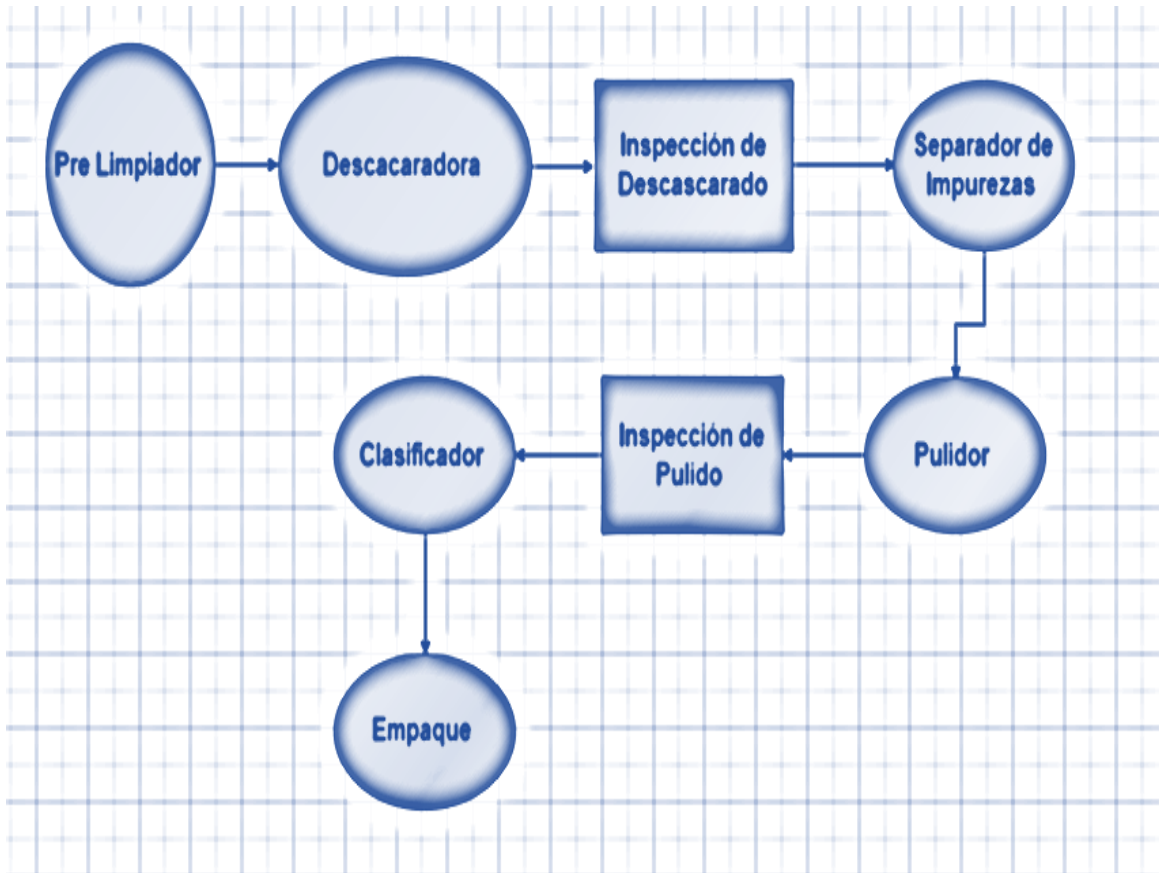 Pre Limpiador
Descacaradora
Inspección de
Descascarado
Separador de
Impurezas
Pulidor
Inspección de
Pulido
Clasificador
Empaque